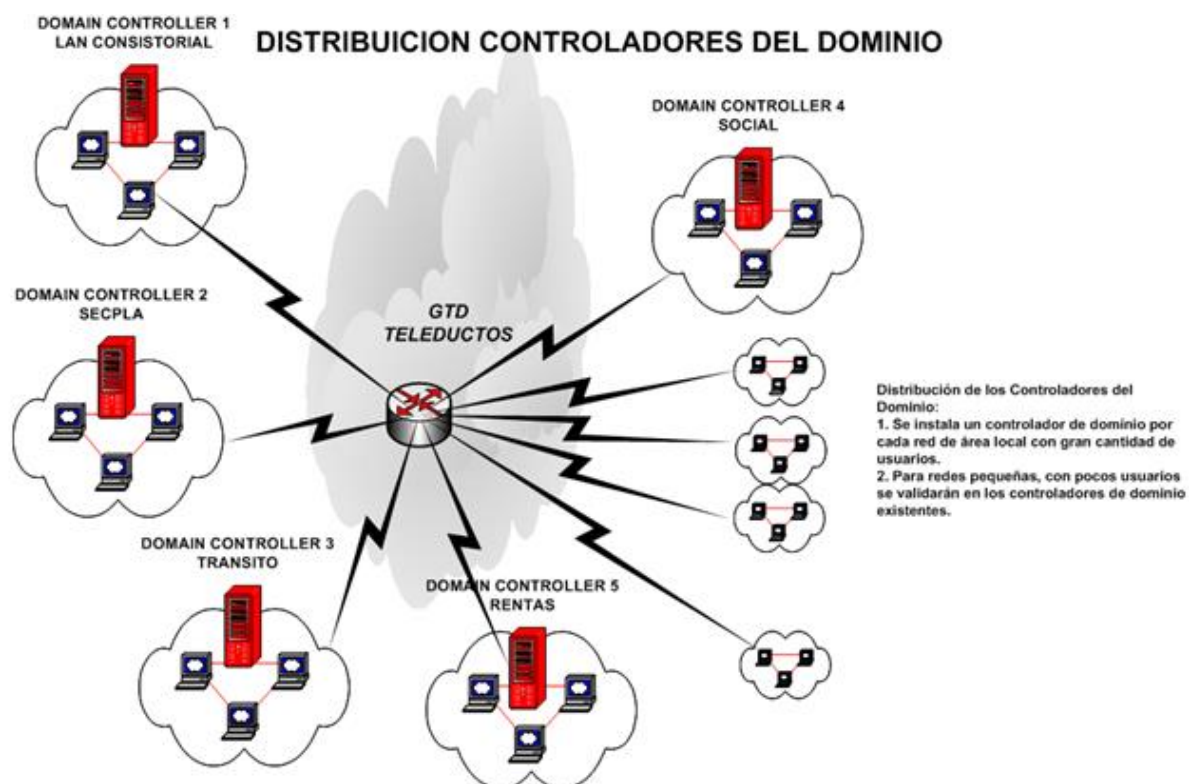 DOMAIN CONTROLLER 1
LAN CONSISTORIAL
DISTRIBUICION CONTROLADORES DEL DOMINIO
DOMAIN CONTROLLER 4
SOCIAL
DOMAIN CONTROLLER 2
SECPLA
GTD
TELEDUCTOS
Distribución de los Controladores del
Dominio:
1. Se instala un controlador de dominio por
cada red de área local con gran cantidad de
usuarios.
2. Para redes pequeñas, con pocos usuarios
se validarán en los controladores de dominio
existentes.
DOMAIN CONTROLLER 3
TRANSITO
DOMAIN CONTROLLER 5
RENTAS